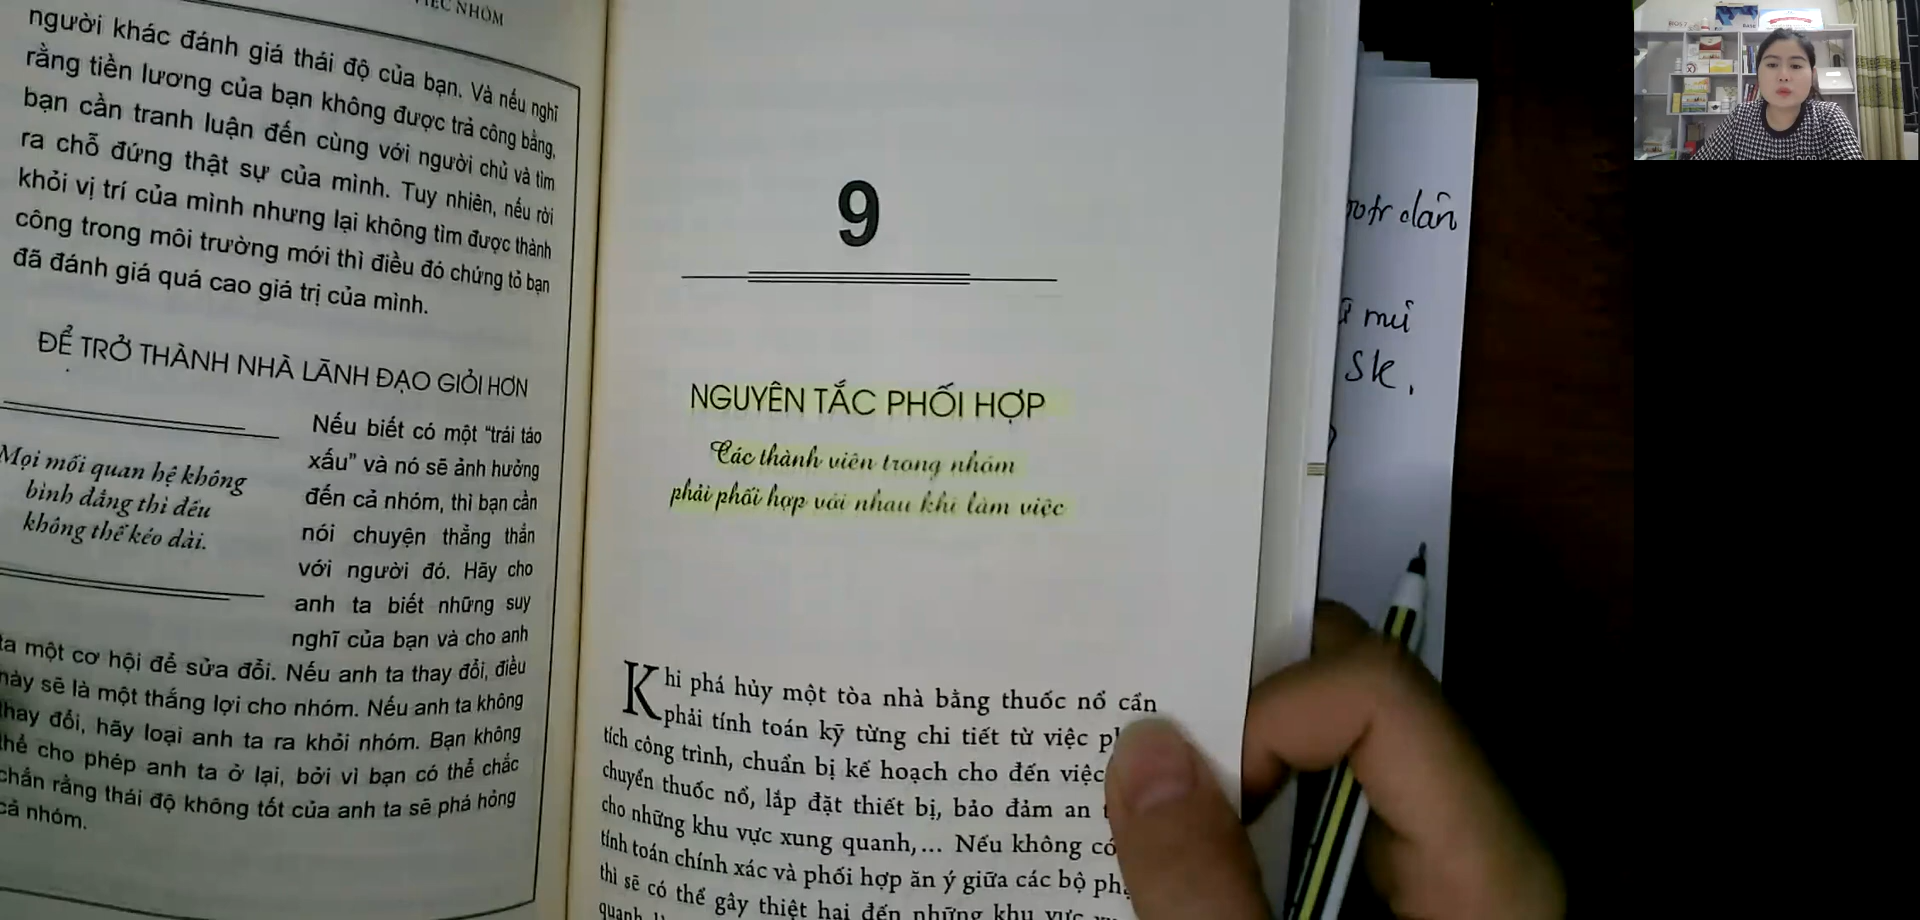 VIỆC NHÓM
người khác đánh giá thái độ của bạn. Và nếu nghĩ
rằng tiền lương của bạn không được trả công bằng,
bạn cần tranh luận đến cùng với người chủ và tìm
ra chỗ đứng thật sự của mình. Tuy nhiên, nếu rời
khỏi vị trí của mình nhưng lại không tìm được thành
công trong môi trường mới thì điều đó chứng tỏ bạn
đã đánh giá quá cao giá trị của mình.
ĐỂ TRỞ THÀNH NHÀ LÃNH ĐẠO GIỎI HƠN
Mọi mối quan hệ không
bình đẳng thì đều
không thể kéo dài.
Nếu biết có một “trái táo
xấu” và nó sẽ ảnh hưởng
đến cả nhóm, thì bạn cần
nói chuyện thẳng thắn
với người đó. Hãy cho
anh ta biết những suy
nghĩ của bạn và cho anh
ta một cơ hội để sửa đổi. Nếu anh ta thay đổi, điều
này sẽ là một thắng lợi cho nhóm. Nếu anh ta không
thay đổi, hãy loại anh ta ra khỏi nhóm. Bạn không
thể cho phép anh ta ở lại, bởi vì bạn có thể chắc
chắn rằng thái độ không tốt của anh ta sẽ phá hỏng
cả nhóm.
9
NGUYÊN TẮC PHỐI HỢP
Các thành viên trong nhóm
phải phối hợp với nhau khi làm việc
Khi phá hủy một tòa nhà bằng thuốc nổ cần
phải tính toán kỹ từng chi tiết từ việc
tích công trình, chuẩn bị kế hoạch cho đến việc
chuyển thuốc nổ, lắp đặt thiết bị, bảo đảm an
cho những khu vực xung quanh,... Nếu không có
tính toán chính xác và phối hợp ăn ý giữa các bộ
thì sẽ có thể gây thiệt hại đến những khu vực
quanh
dân
mũi
sk.